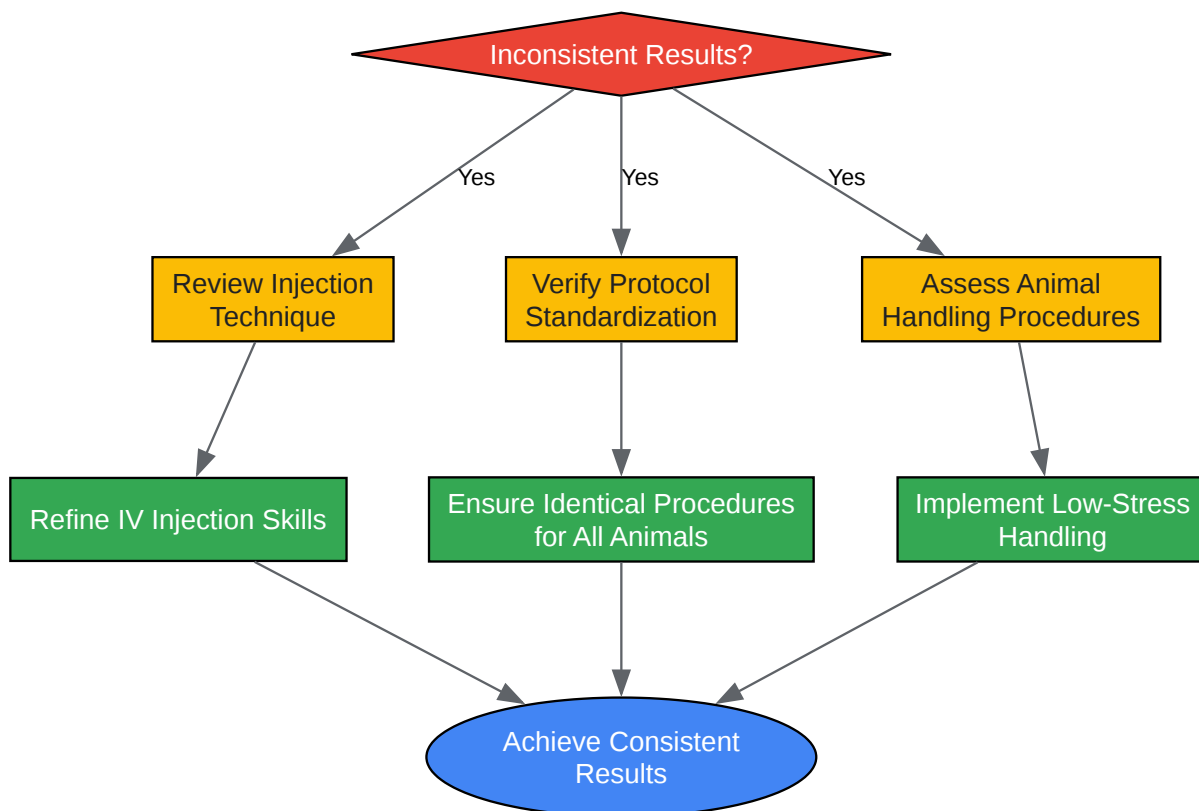 Inconsistent Results?
Yes
Yes
Yes
Review Injection
Technique
Verify Protocol
Standardization
Assess Animal
Handling Procedures
Refine IV Injection Skills
Ensure Identical Procedures
for All Animals
Implement Low-Stress
Handling
Achieve Consistent
Results